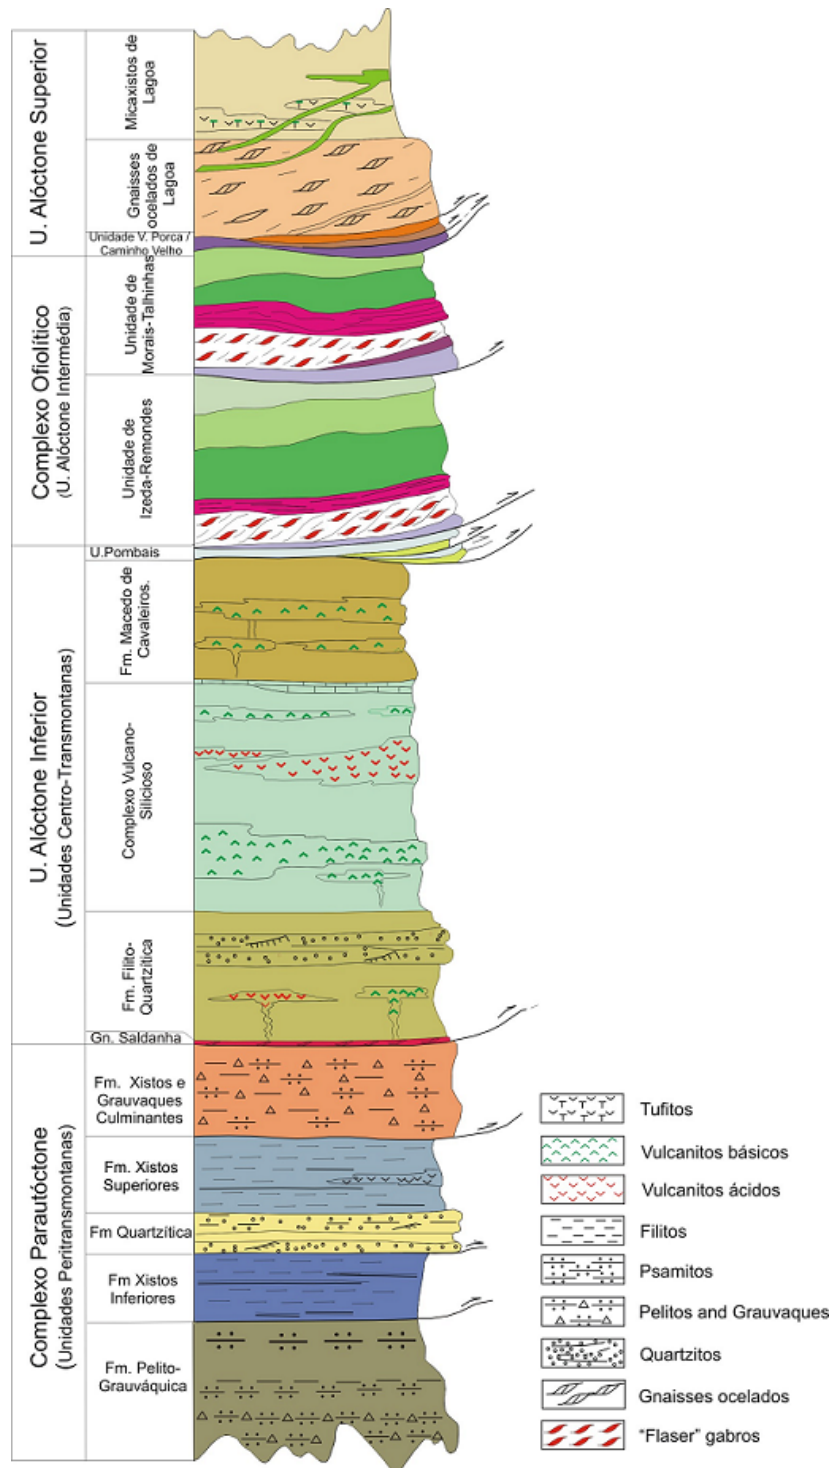 U. Alóctone Superior
Micaxistos de
Lagoa
Gnaisses
ocelados de
Lagoa
Unidade V. Porca /
Caminho Velho
Complexo Ofiolítico
(U. Alóctone Intermédia)
Unidade de
Morais-Talhinhas
Unidade de
Izeda-Remondes
U. Alóctone Inferior
(Unidades Centro-Transmontanas)
U.Pombais
Fm. Macedo de
Cavaleiros.
Complexo Vulcano-
Silicioso
Fm. Filito-
Quartzítica
Gn. Saldanha
Complexo Parautóctone
(Unidades Peritransmontanas)
Fm. Xistos e
Grauvaques
Culminantes
Fm. Xistos
Superiores
Fm Quartzítica
Fm Xistos
Inferiores
Fm. Pelito-
Grauváquica
Tufitos
Vulcanitos básicos
Vulcanitos ácidos
Filitos
Psamitos
Pelitos and Grauvaques
Quartzitos
Gnaisses ocelados
"Flaser" gabros